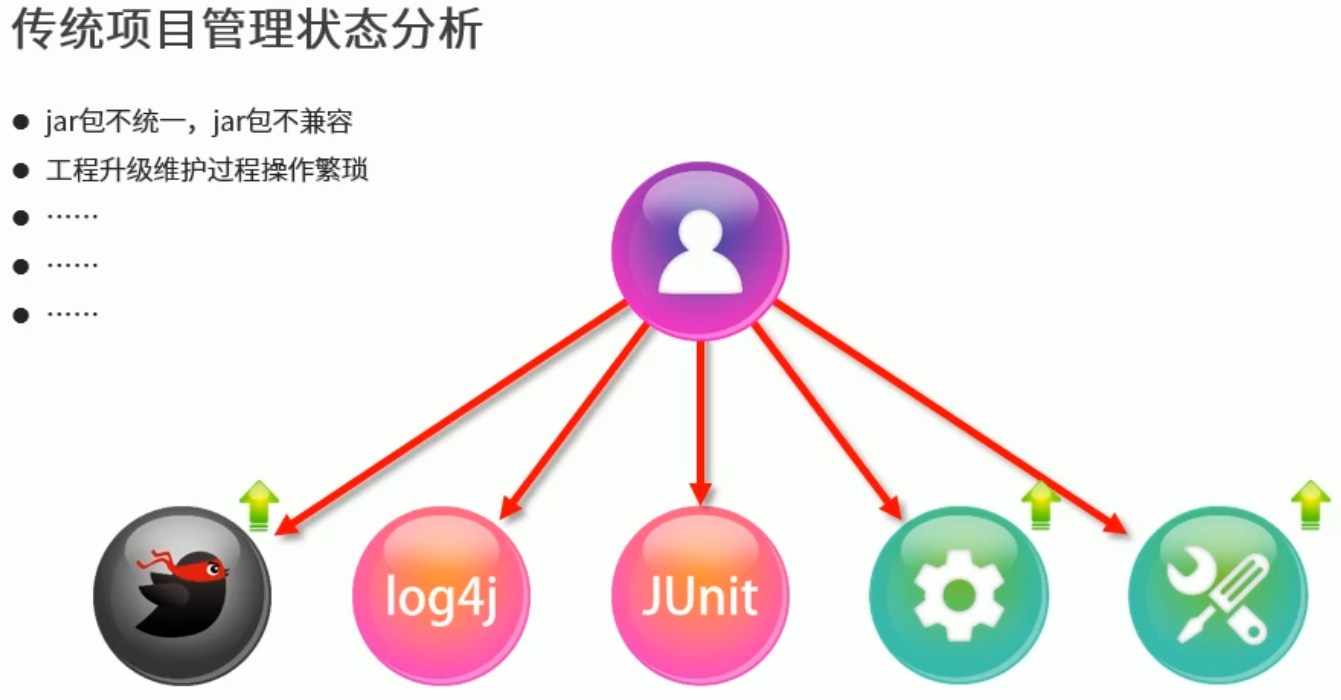 传统项目管理状态分析
jar包不统一，jar包不兼容
工程升级维护过程操作繁琐
……
……
……
log4j
JUnit